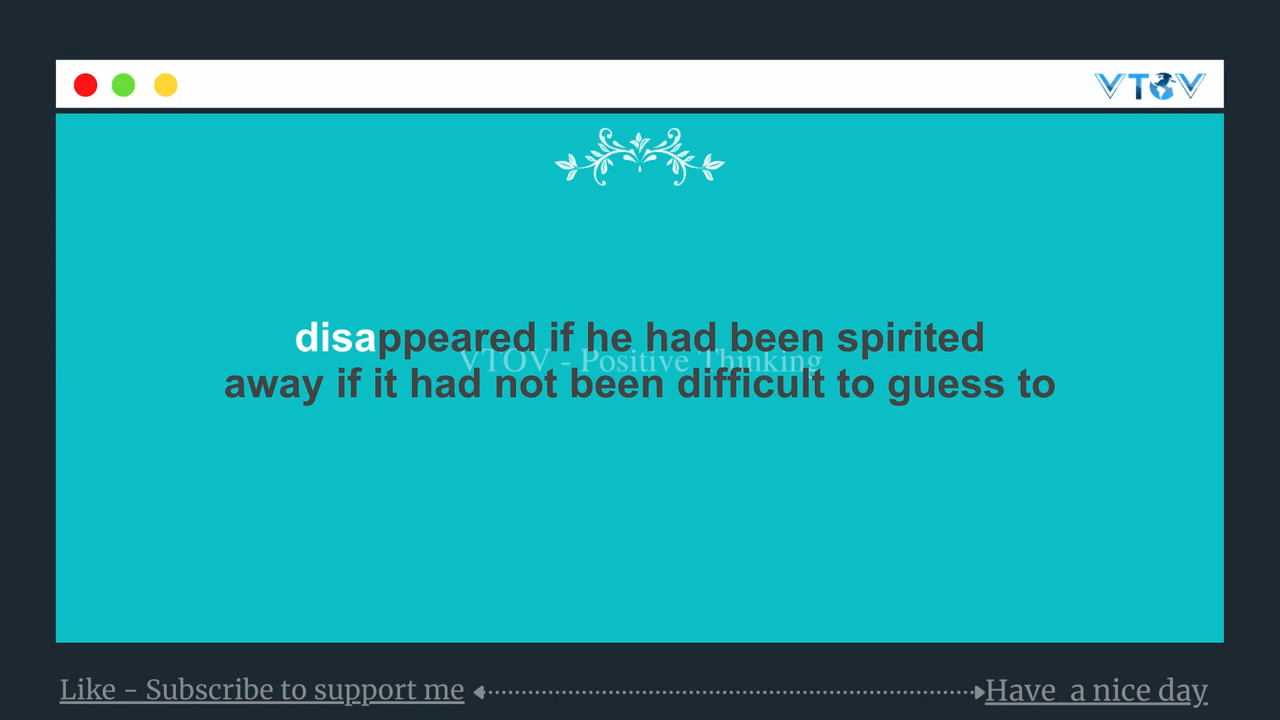 VTOV
disappeared if he had been spirited
VTOV - Positive Thinking
away if it had not been difficult to guess to
Like - Subscribe to support me
Have a nice day